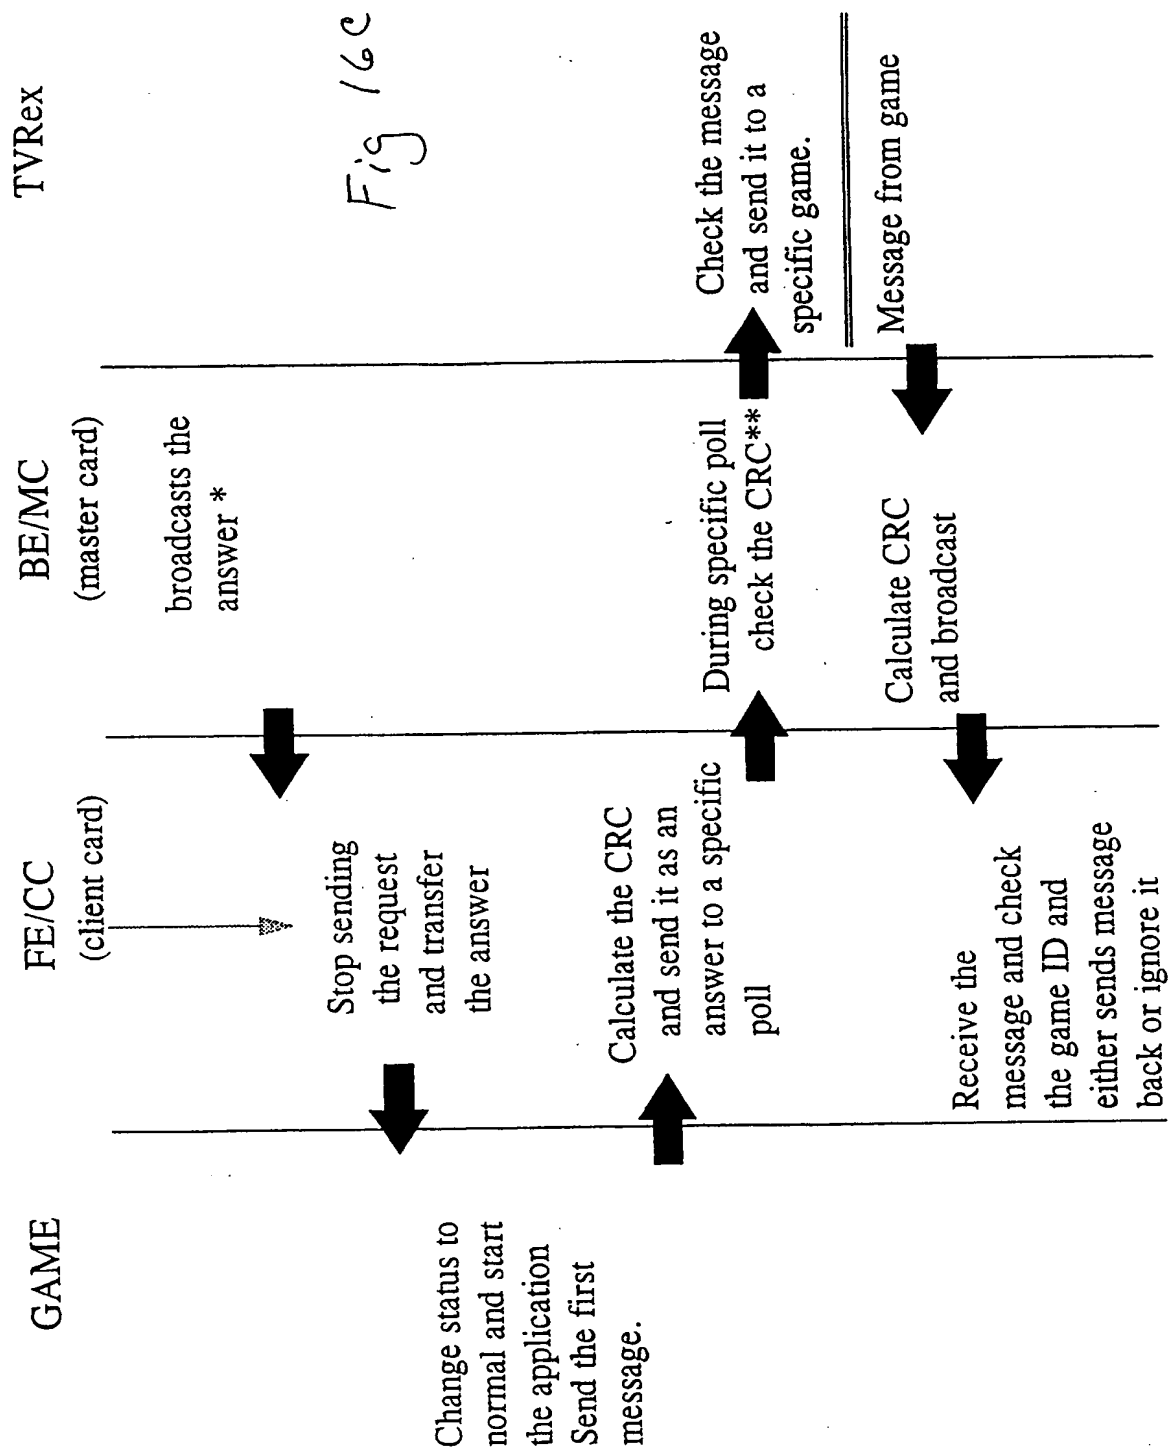 GAME
FE/CC
(client card)
BE/MC
(master card)
TVRex
broadcasts the
answer *
Fig 16C
Stop sending
the request
and transfer
the answer
Change status to
normal and start
the application
Send the first
message.
Calculate the CRC
and send it as an
answer to a specific
poll
During specific poll
check the CRC**
Check the message
and send it to a
specific game.
Message from game
Calculate CRC
and broadcast
Receive the
message and check
the game ID and
either sends message
back or ignore it